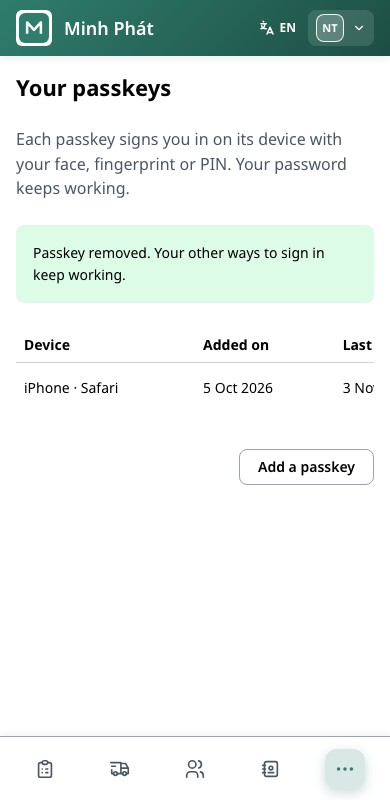 Minh Phát
EN
NT
Your passkeys
Each passkey signs you in on its device with
your face, fingerprint or PIN. Your password
keeps working.
Passkey removed. Your other ways to sign in
keep working.
Device Added on Last
iPhone · Safari 5 Oct 2026 3
Add a passkey